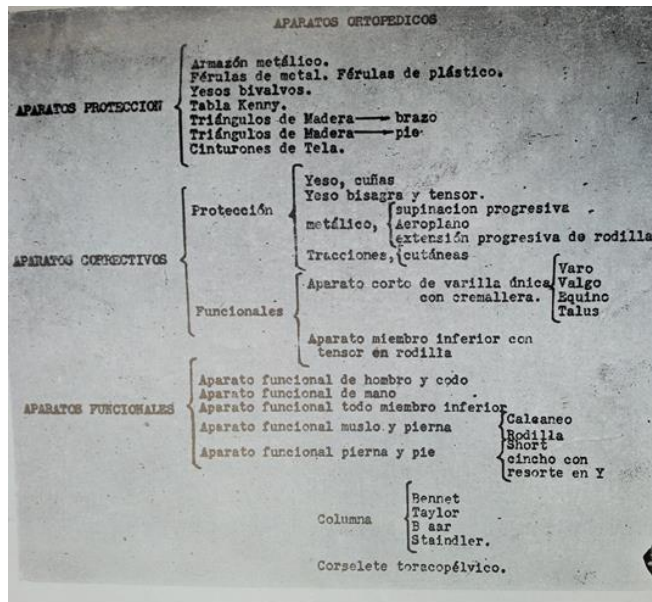 APARATOS ORTOPEDICOS
Armazón metálico.
Férulas de metal. Férulas de plástico.
Yesos bivalvos.
APARATOS PROTECCION
Tabla Kenny.
Triángulos de Madera → brazo
Triángulos de Madera → pie
Cinturones de Tela.
Yeso, cuñas
Yeso bisagra y tensor.
Protección
supinacion progresiva
metálico, Aeroplano
extensión progresiva de rodilla
Tracciones, cutáneas
APARATOS CORRECTIVOS
Varo
Aparato corto de varilla única Valgo
con cremallera. Equino
Funcionales Talus
Aparato miembro inferior con
tensor en rodilla
Aparato funcional de hombro y codo
Aparato funcional de mano
APARATOS FUNCIONALES Aparato funcional todo miembro inferior
Calcaneo
Aparato funcional muslo y pierna
Rodilla
Short
Aparato funcional pierna y pie cincho con
resorte en Y
Bennet
Columna Taylor
B aar
Staindler.
Corselete toracopélvico.